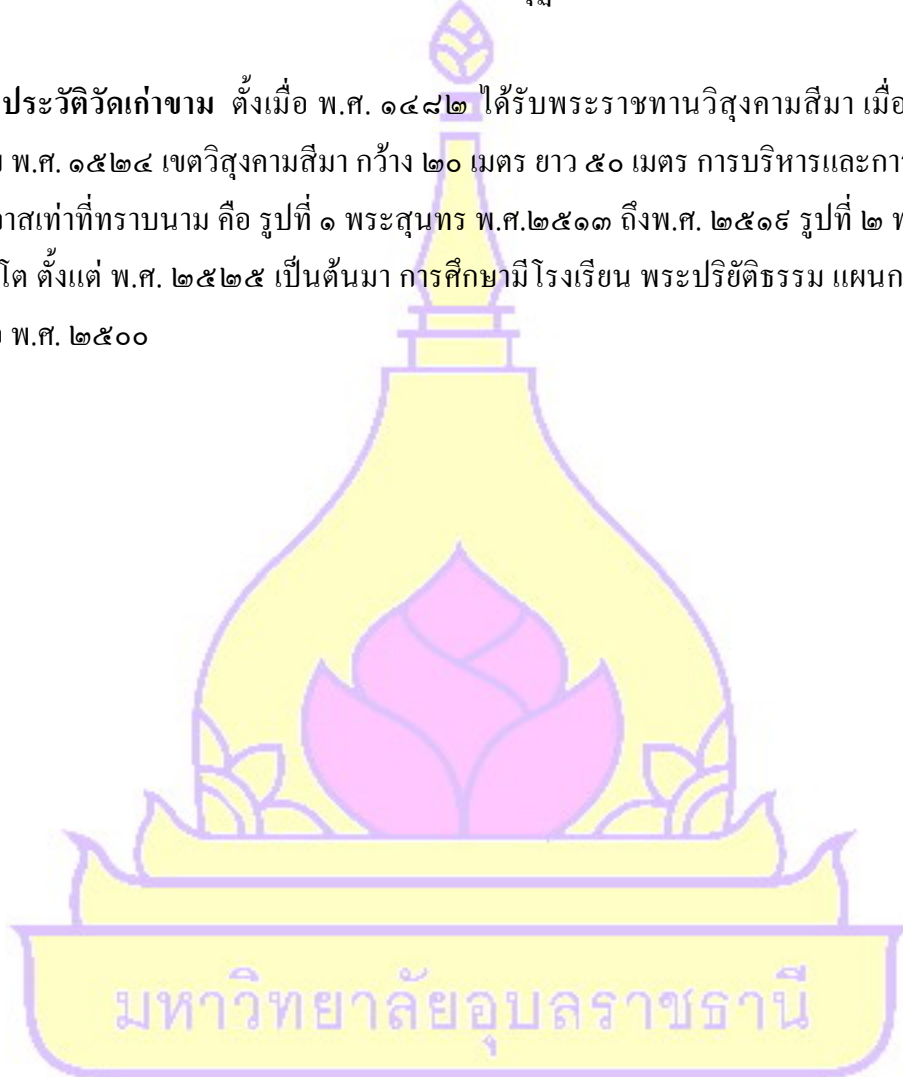 ประวัติวัดเก่าขาม ตั้งเมื่อ พ.ศ. ๑๔๘๒ ได้รับพระราชทานวิสุงคามสีมา เมื่อ
พ.ศ. ๑๕๒๔ เขตวิสุงคามสีมา กว้าง ๒๐ เมตร ยาว ๕๐ เมตร การบริหารและกา
าสเท่าที่ทราบนาม คือ รูปที่ ๑ พระสุนทร พ.ศ.๒๕๑๓ ถึงพ.ศ. ๒๕๑๙ รูปที่ ๒ พ
โต ตั้งแต่ พ.ศ. ๒๕๒๕ เป็นต้นมา การศึกษามีโรงเรียน พระปริยัติธรรม แผนก
พ.ศ. ๒๕๐๐
มหาวิทยาลัยอุบลราชธานี